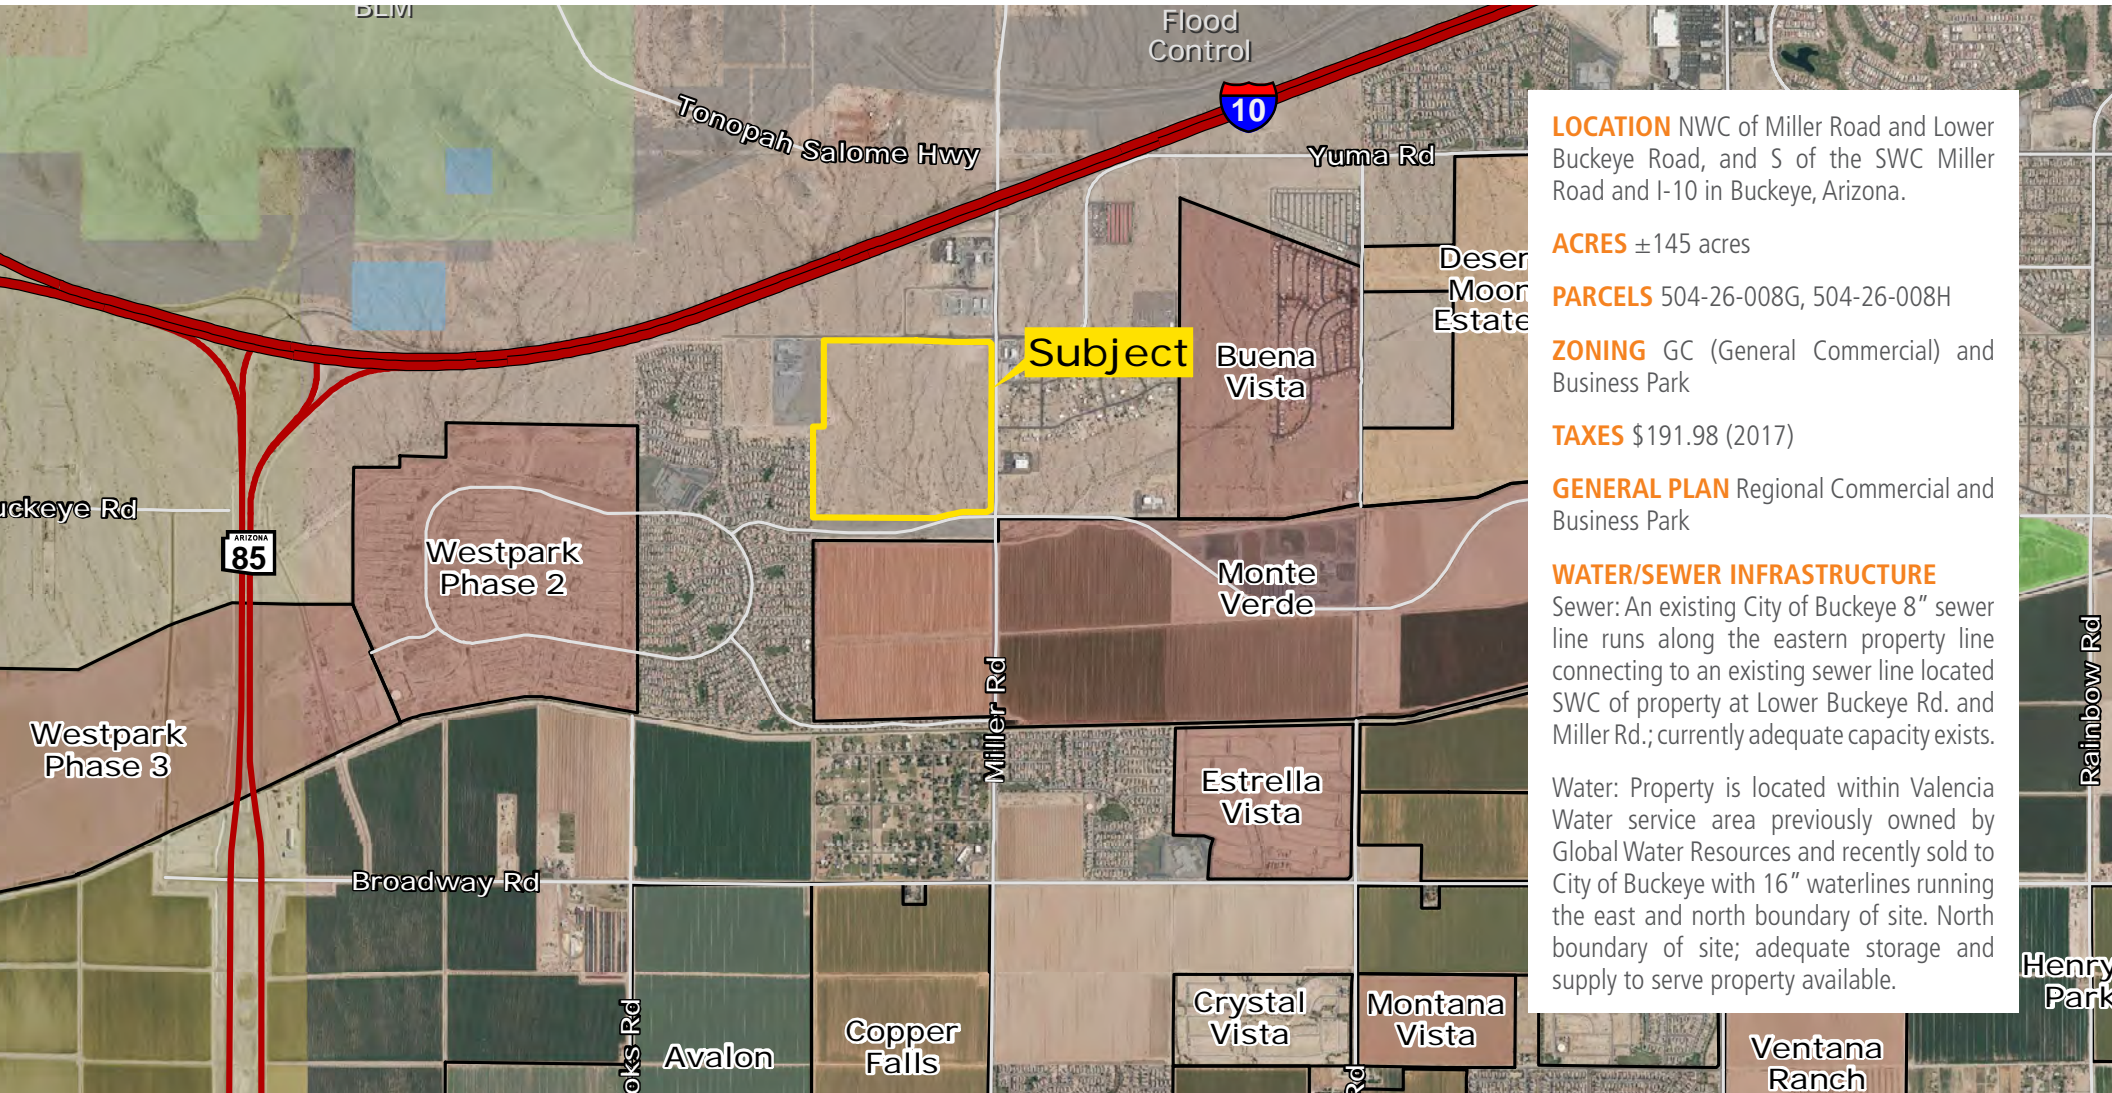 BLM
Flood
Control
Tonopah Salome Hwy
10
Yuma Rd
Subject
Buena
Vista
Deser
Moon
Estate
uckeye Rd
ARIZONA
85
Westpark
Phase 2
Monte
Verde
Westpark
Phase 3
Miller Rd
Estrella
Vista
Rainbow Rd
Broadway Rd
oks Rd
Avalon
Copper
Falls
Crystal
Vista
Montana
Vista
Rd
Ventana
Ranch
Henry
Park
LOCATION NWC of Miller Road and Lower
Buckeye Road, and S of the SWC Miller
Road and I-10 in Buckeye, Arizona.
ACRES ±145 acres
PARCELS 504-26-008G, 504-26-008H
ZONING GC (General Commercial) and
Business Park
TAXES $191.98 (2017)
GENERAL PLAN Regional Commercial and
Business Park
WATER/SEWER INFRASTRUCTURE
Sewer: An existing City of Buckeye 8” sewer
line runs along the eastern property line
connecting to an existing sewer line located
SWC of property at Lower Buckeye Rd. and
Miller Rd.; currently adequate capacity exists.
Water: Property is located within Valencia
Water service area previously owned by
Global Water Resources and recently sold to
City of Buckeye with 16” waterlines running
the east and north boundary of site. North
boundary of site; adequate storage and
supply to serve property available.